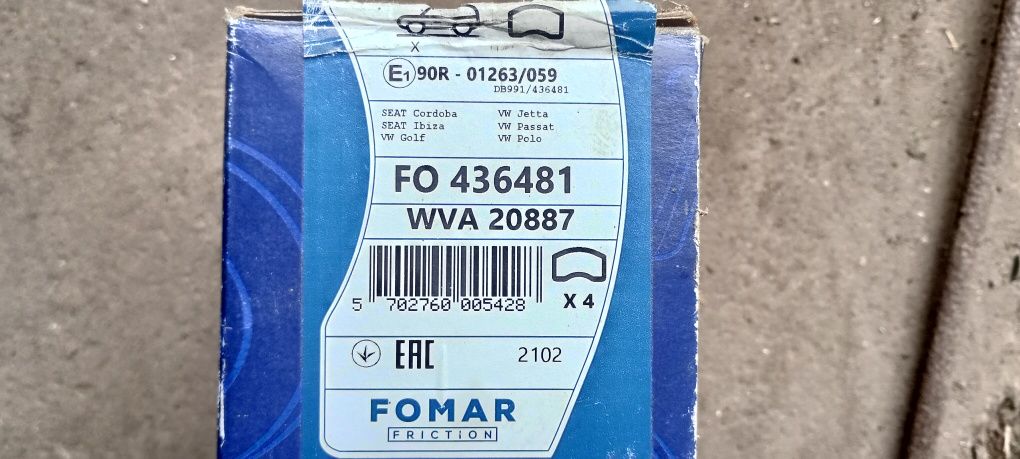 X
E1 90R - 01263/059
DB991/436481
SEAT Cordoba VW Jetta
SEAT Ibiza VW Passat
VW Golf VW Polo
FO 436481
WVA 20887
5 702760 005428
X 4
EAC 2102
FOMAR
FRICTION